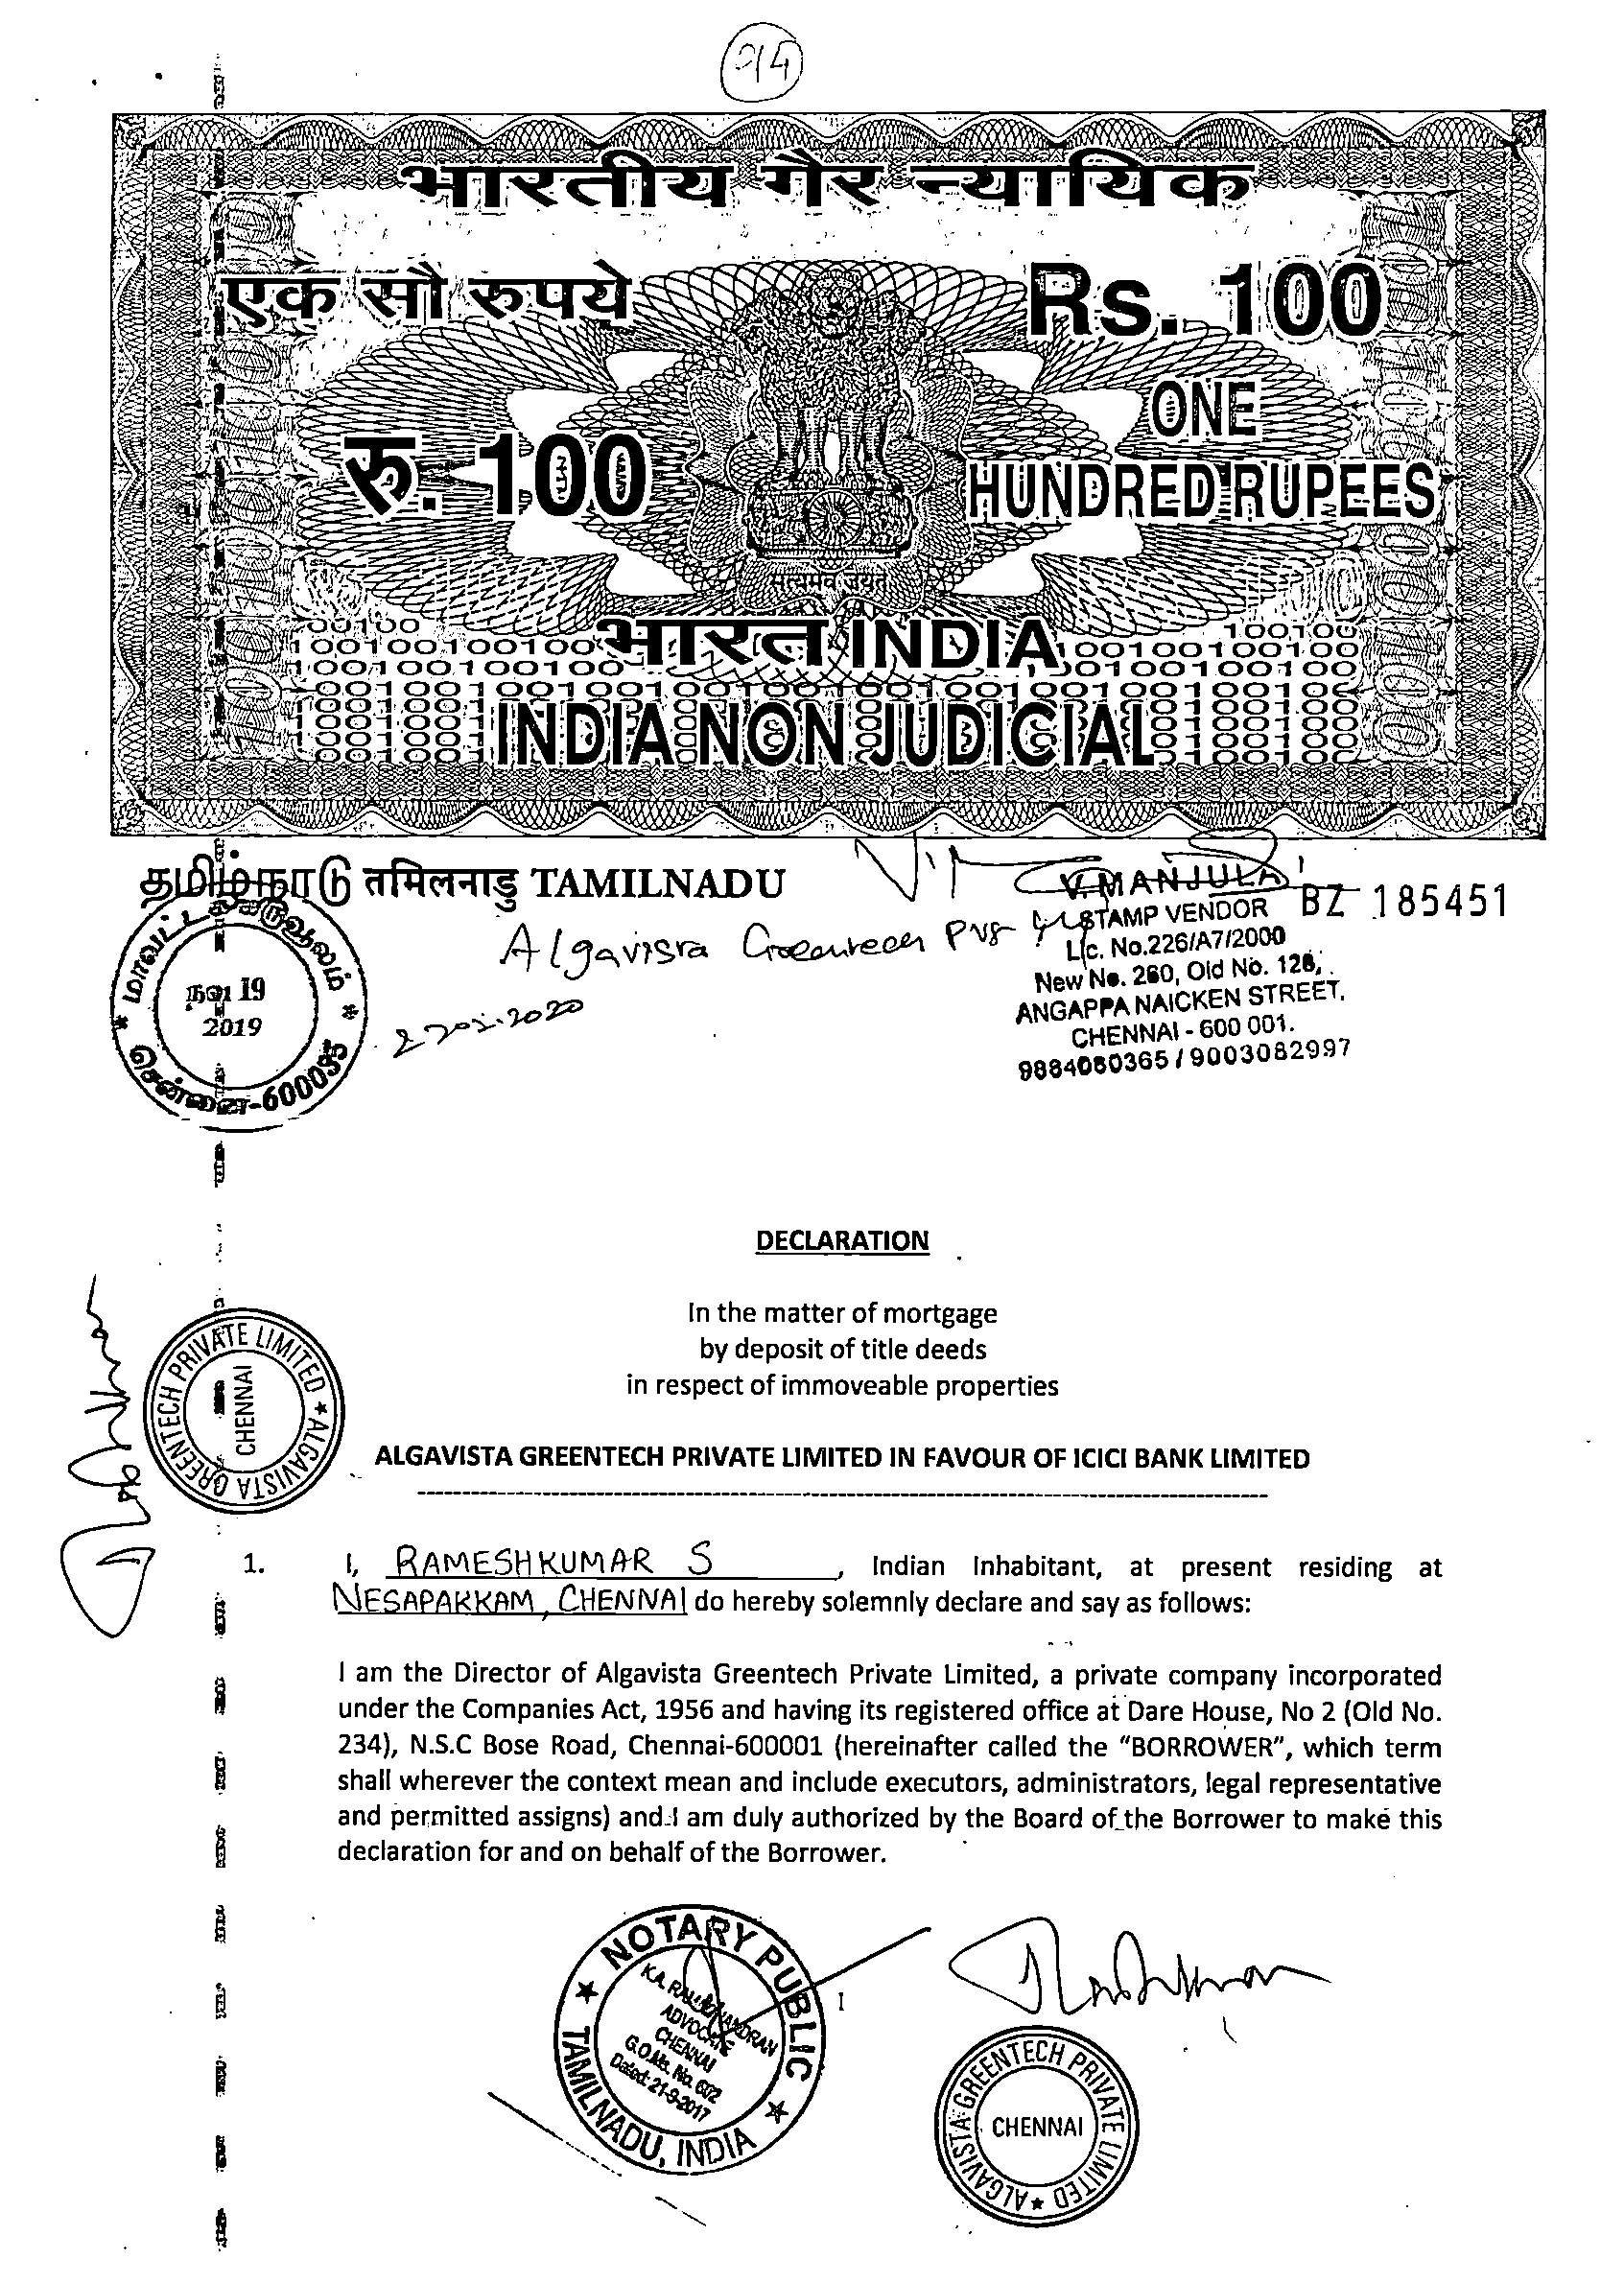 भारतीय गैर न्यायिक
एक सौ रुपये
Rs. 100
रु. 100
ONE
HUNDRED RUPEES
सत्यमेव जयते
भारत INDIA
INDIA NON JUDICIAL
தமிழ்நாடு तमिलनाडु TAMILNADU
BZ 185451
V. MANJULA
STAMP VENDOR
Lic. No.226/A7/2000
New No. 260, Old No. 126,
ANGAPPA NAICKEN STREET,
CHENNAI - 600 001.
9884080365 / 9003082997
Algavista Greentech Pvt
2019
சென்னை-600035
DECLARATION
In the matter of mortgage
by deposit of title deeds
in respect of immoveable properties
ALGAVISTA GREENTECH PRIVATE LIMITED IN FAVOUR OF ICICI BANK LIMITED
ALGAVISTA GREENTECH PRIVATE LIMITED
CHENNAI
1. I, RAMESHKUMAR S, Indian Inhabitant, at present residing at
NESAPAKKAM, CHENNAI do hereby solemnly declare and say as follows:
I am the Director of Algavista Greentech Private Limited, a private company incorporated
under the Companies Act, 1956 and having its registered office at Dare House, No 2 (Old No.
234), N.S.C Bose Road, Chennai-600001 (hereinafter called the “BORROWER”, which term
shall wherever the context mean and include executors, administrators, legal representative
and permitted assigns) and I am duly authorized by the Board of the Borrower to make this
declaration for and on behalf of the Borrower.
1
NOTARY PUBLIC
ADVOCATE
CHENNAI
G.O.Ms. No. 602
Dated: 21-9-2017
TAMILNADU, INDIA
ALGAVISTA GREENTECH PRIVATE LIMITED
CHENNAI